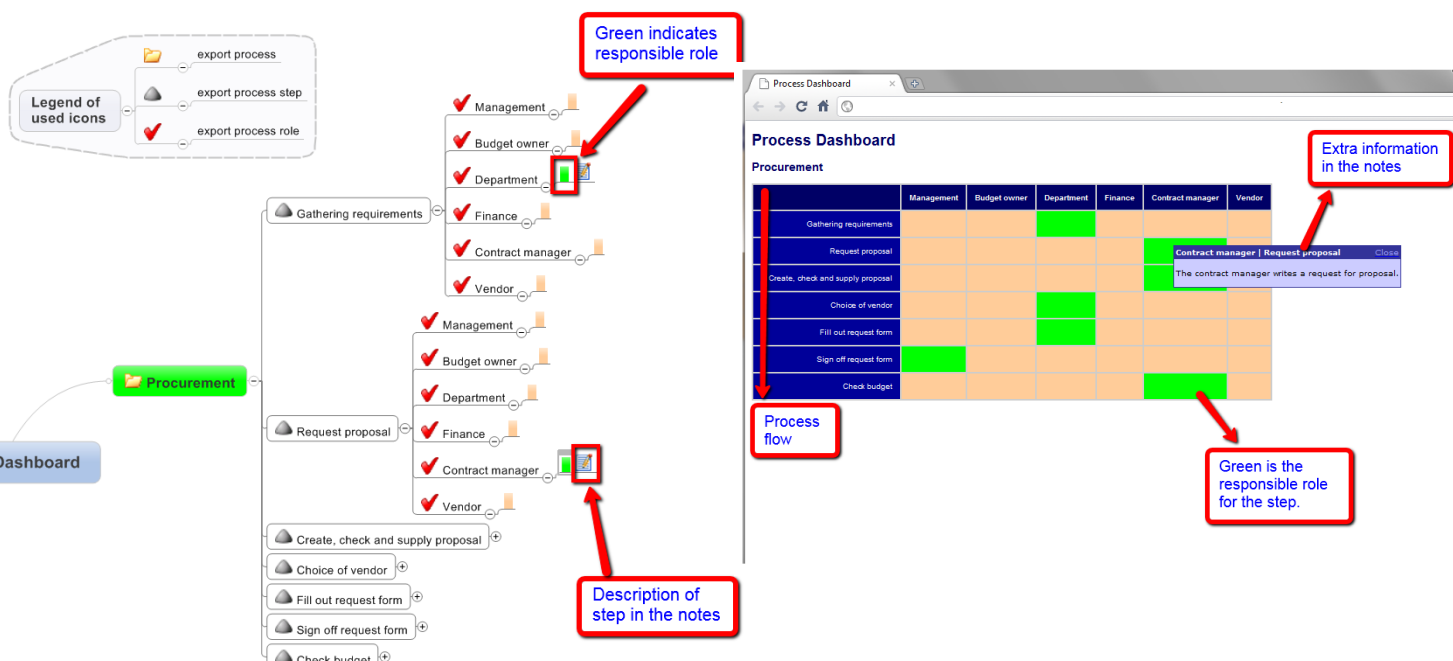 Legend of
used icons
export process
export process step
export process role
Green indicates
responsible role
Dashboard
Procurement
Gathering requirements
Management
Budget owner
Department
Finance
Contract manager
Vendor
Request proposal
Management
Budget owner
Department
Finance
Contract manager
Vendor
Create, check and supply proposal
Choice of vendor
Fill out request form
Sign off request form
Check budget
Description of
step in the notes
Process Dashboard
Process Dashboard
Procurement
Extra information
in the notes
Management Budget owner Department Finance Contract manager Vendor
Gathering requirements
Request proposal
Contract manager | Request proposal Close
The contract manager writes a request for proposal.
Create, check and supply proposal
Choice of vendor
Fill out request form
Sign off request form
Check budget
Process
flow
Green is the
responsible role
for the step.